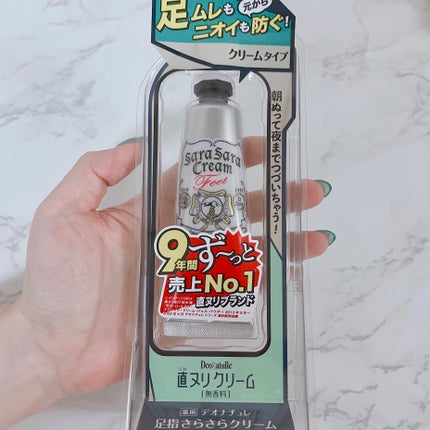 足ムレも元から
ニオイも防ぐ!
クリームタイプ
朝ぬって夜までつづいちゃう!
SaraSara
Cream
Feet
9年間
ず〜っと
売上No.1
直ヌリブランド
Deonatulle
直ヌリ クリーム
[無香料]
薬用 デオナチュレ
足指さらさらクリーム